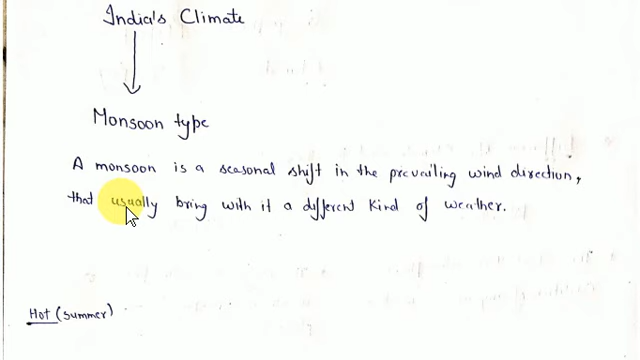 India's Climate
Monsoon type
A monsoon is a seasonal shift in the prevailing wind direction,
that usually bring with it a different kind of weather.
Hot (summer)